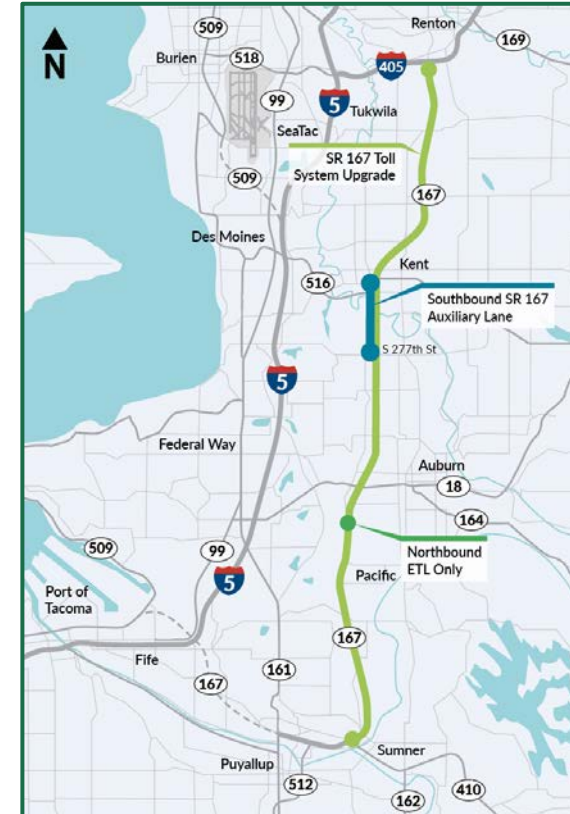 Renton
509
169
Burien
518
405
N
99
5
Tukwila
SeaTac
SR 167 Toll
System Upgrade
509
167
Des Moines
Kent
516
Southbound SR 167
Auxiliary Lane
S 277th St
5
Federal Way
Auburn
18
509
164
99
Northbound
ETL Only
5
Port of
Tacoma
Pacific
167
Fife
161
167
Sumner
Puyallup
512
410
162